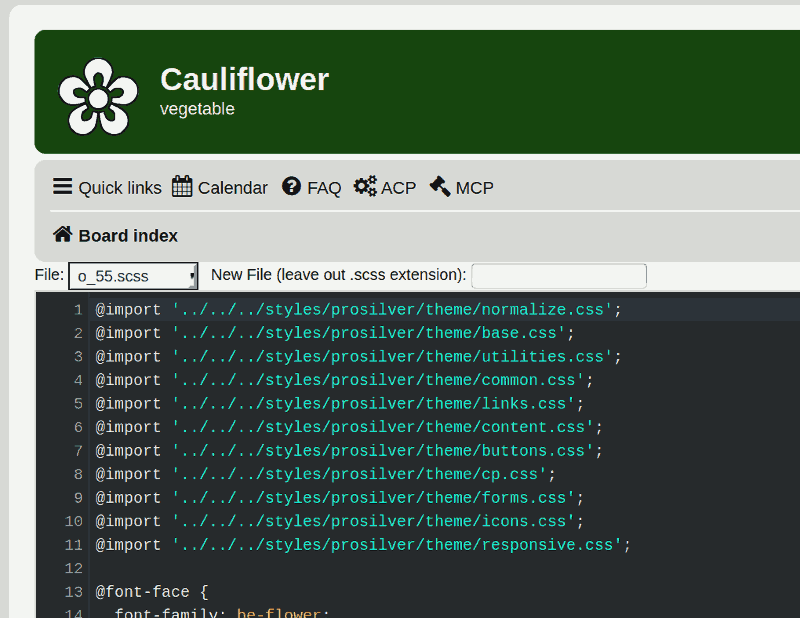 Cauliflower
vegetable
Quick links Calendar FAQ ACP MCP
Board index
File: o_55.scss New File (leave out .scss extension):
1 @import '../../../styles/prosilver/theme/normalize.css';
2 @import '../../../styles/prosilver/theme/base.css';
3 @import '../../../styles/prosilver/theme/utilities.css';
4 @import '../../../styles/prosilver/theme/common.css';
5 @import '../../../styles/prosilver/theme/links.css';
6 @import '../../../styles/prosilver/theme/content.css';
7 @import '../../../styles/prosilver/theme/buttons.css';
8 @import '../../../styles/prosilver/theme/cp.css';
9 @import '../../../styles/prosilver/theme/forms.css';
10 @import '../../../styles/prosilver/theme/icons.css';
11 @import '../../../styles/prosilver/theme/responsive.css';
12
13 @font-face {
14 font-family: be-flower;